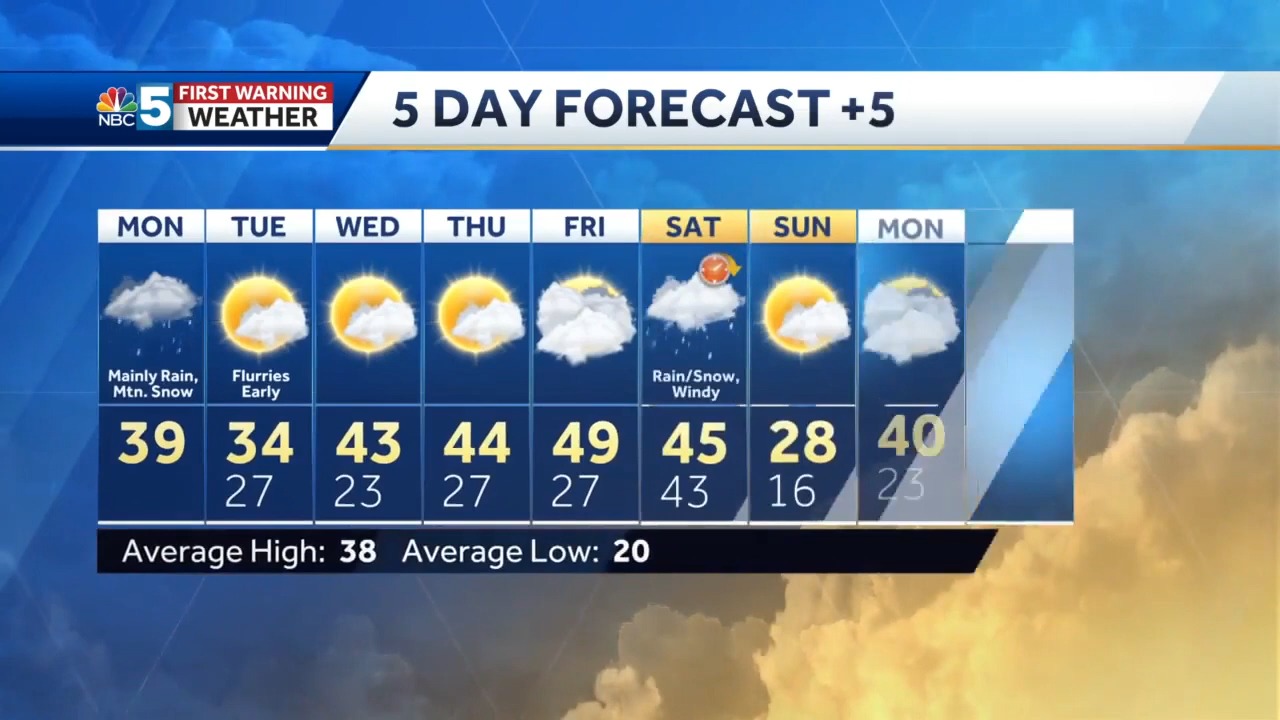 NBC 5 FIRST WARNING
WEATHER
5 DAY FORECAST +5
MON TUE WED THU FRI SAT SUN MON
Mainly Rain,
Mtn. Snow
Flurries
Early
Rain/Snow,
Windy
39 34 43 44 49 45 28 40
27 23 27 27 43 16 23
Average High: 38 Average Low: 20